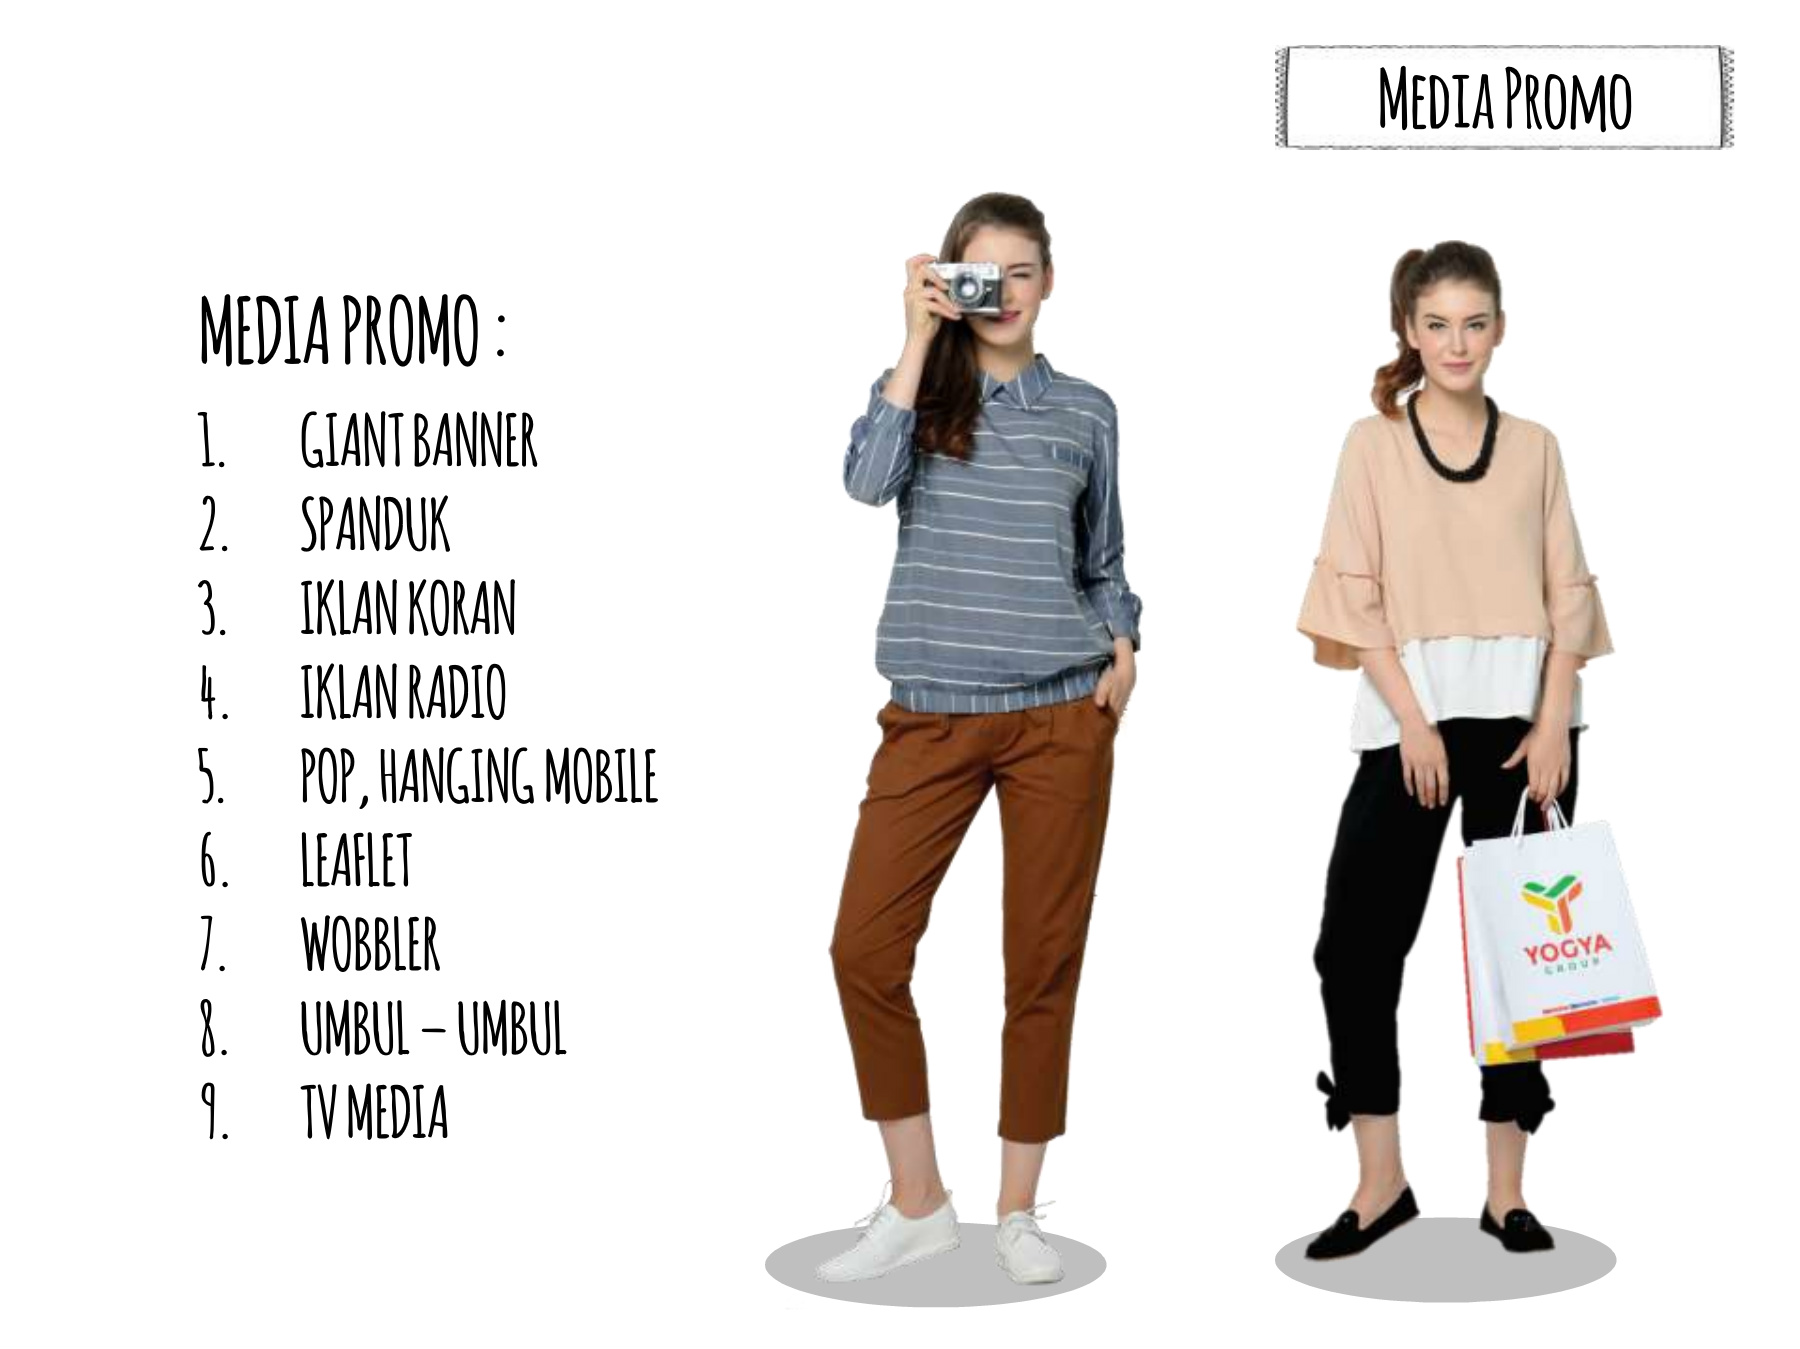 Media Promo
MEDIA PROMO :
1. GIANT BANNER
2. SPANDUK
3. IKLAN KORAN
4. IKLAN RADIO
5. POP, HANGING MOBILE
6. LEAFLET
7. WOBBLER
8. UMBUL – UMBUL
9. TV MEDIA
YOGYA
GROUP